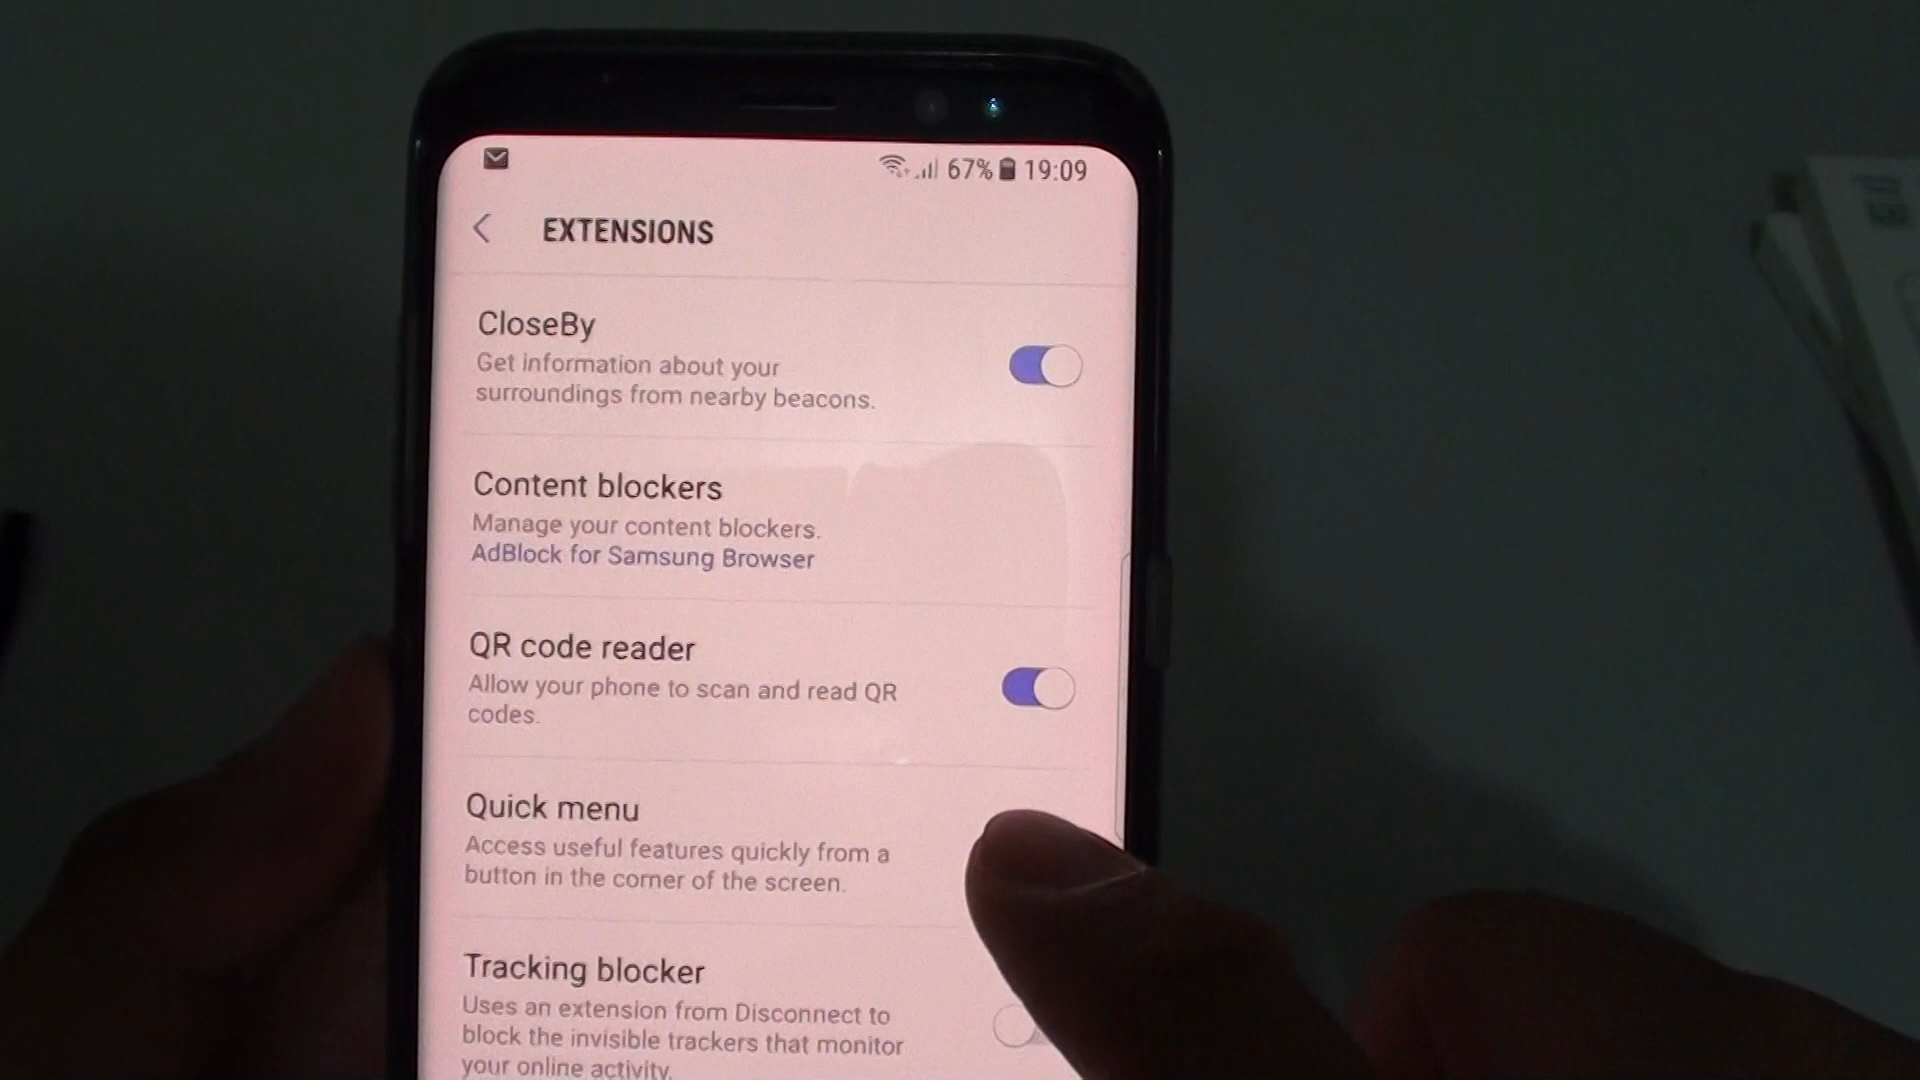 67% 19:09
EXTENSIONS
CloseBy
Get information about your
surroundings from nearby beacons.
Content blockers
Manage your content blockers.
AdBlock for Samsung Browser
QR code reader
Allow your phone to scan and read QR
codes.
Quick menu
Access useful features quickly from a
button in the corner of the screen.
Tracking blocker
Uses an extension from Disconnect to
block the invisible trackers that monitor
your online activity.